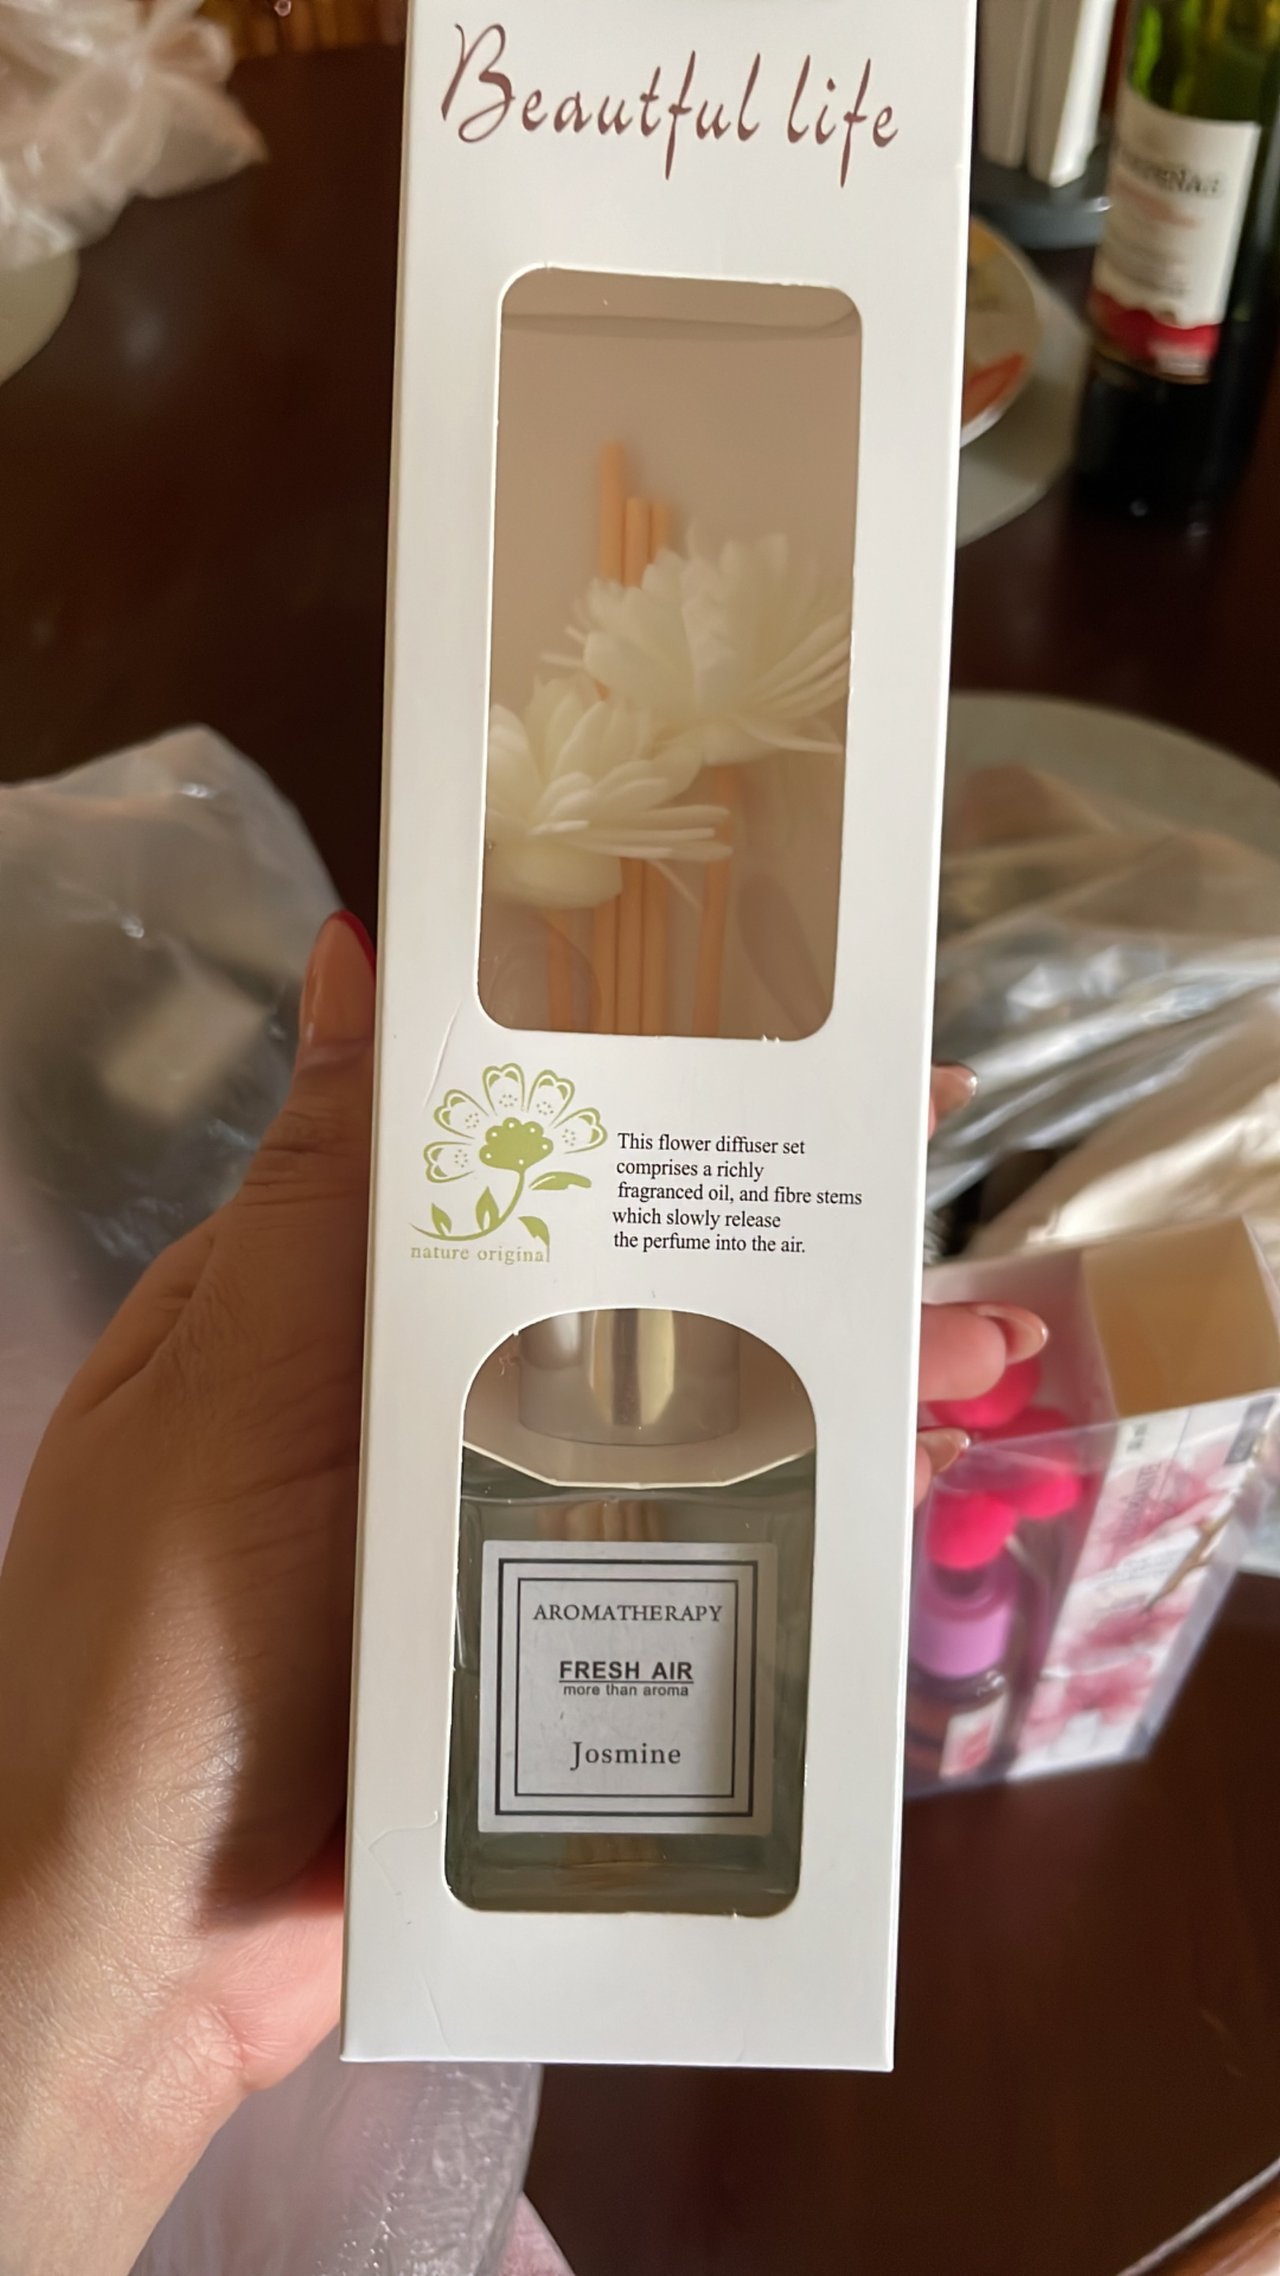 Beautful life
This flower diffuser set
comprises a richly
fragranced oil, and fibre stems
which slowly release
the perfume into the air.
nature original
AROMATHERAPY
FRESH AIR
more than aroma
Josmine